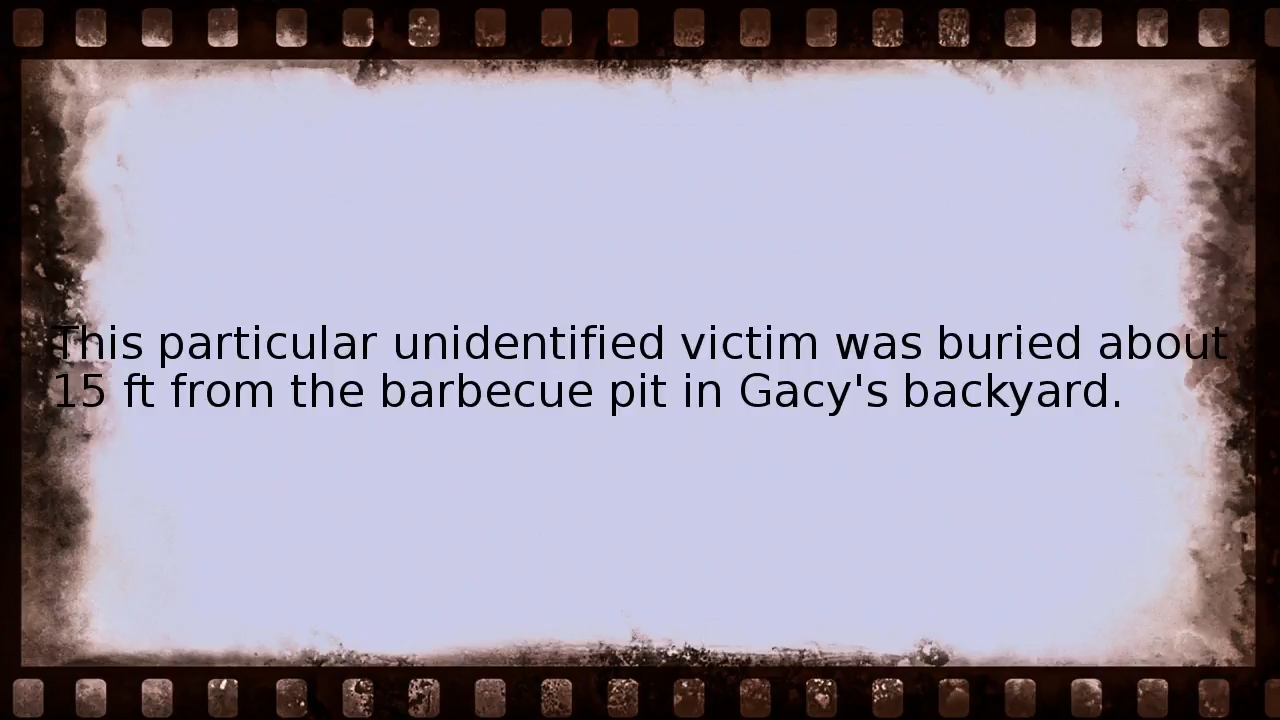 This particular unidentified victim was buried about
15 ft from the barbecue pit in Gacy's backyard.